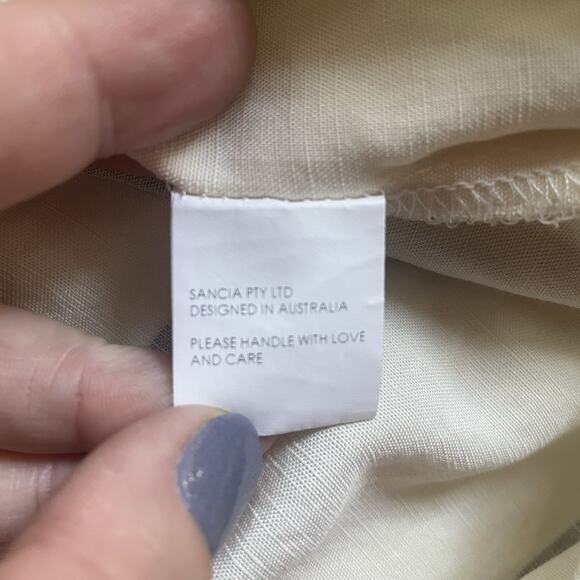 SANCIA PTY LTD
DESIGNED IN AUSTRALIA
PLEASE HANDLE WITH LOVE
AND CARE